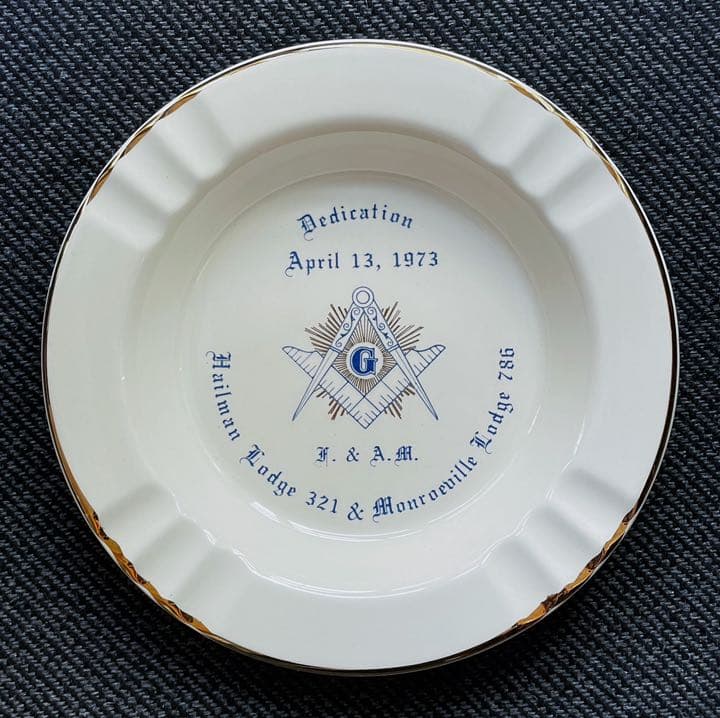 Dedication
April 13, 1973
G
F. & A.M.
Hailman Lodge 321 & Monroeville Lodge 786